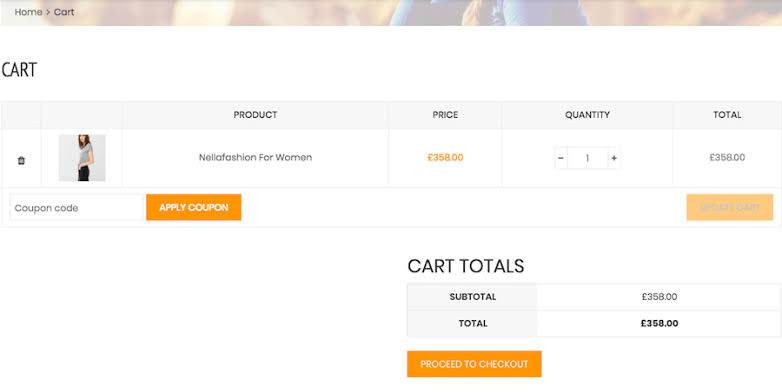 Home > Cart
CART
PRODUCT PRICE QUANTITY TOTAL
Nellafashion For Women £358.00 - 1 + £358.00
Coupon code APPLY COUPON UPDATE CART
CART TOTALS
SUBTOTAL £358.00
TOTAL £358.00
PROCEED TO CHECKOUT